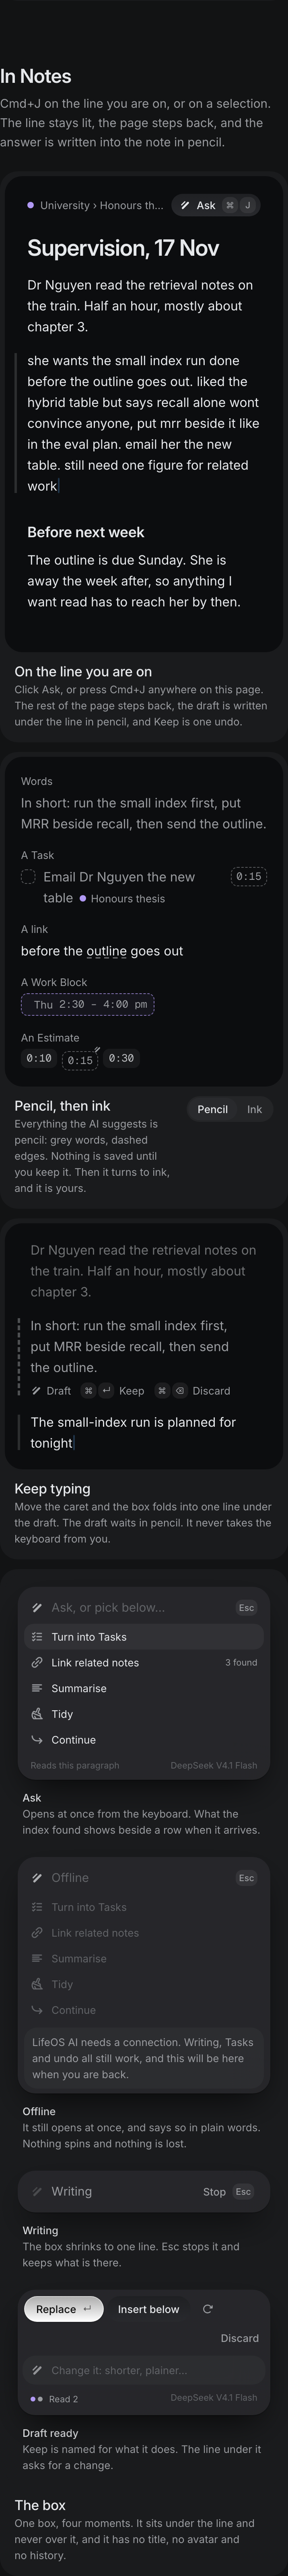 In Notes
Cmd+J on the line you are on, or on a selection.
The line stays lit, the page steps back, and the
answer is written into the note in pencil.
University › Honours th... Ask ⌘ J
Supervision, 17 Nov
Dr Nguyen read the retrieval notes on
the train. Half an hour, mostly about
chapter 3.
she wants the small index run done
before the outline goes out. liked the
hybrid table but says recall alone wont
convince anyone, put mrr beside it like
in the eval plan. email her the new
table. still need one figure for related
work
Before next week
The outline is due Sunday. She is
away the week after, so anything I
want read has to reach her by then.
On the line you are on
Click Ask, or press Cmd+J anywhere on this page.
The rest of the page steps back, the draft is written
under the line in pencil, and Keep is one undo.
Words
In short: run the small index first, put
MRR beside recall, then send the outline.
A Task
Email Dr Nguyen the new 0:15
table Honours thesis
A link
before the outline goes out
A Work Block
Thu 2:30 – 4:00 pm
An Estimate
0:10 0:15 0:30
Pencil, then ink
Pencil Ink
Everything the AI suggests is
pencil: grey words, dashed
edges. Nothing is saved until
you keep it. Then it turns to ink,
and it is yours.
Dr Nguyen read the retrieval notes on
the train. Half an hour, mostly about
chapter 3.
In short: run the small index first,
put MRR beside recall, then send
the outline.
Draft ⌘ ↵ Keep ⌘ ⌫ Discard
The small-index run is planned for
tonight
Keep typing
Move the caret and the box folds into one line under
the draft. The draft waits in pencil. It never takes the
keyboard from you.
Ask, or pick below... Esc
Turn into Tasks
Link related notes 3 found
Summarise
Tidy
Continue
Reads this paragraph DeepSeek V4.1 Flash
Ask
Opens at once from the keyboard. What the
index found shows beside a row when it arrives.
Offline Esc
Turn into Tasks
Link related notes
Summarise
Tidy
Continue
LifeOS AI needs a connection. Writing, Tasks
and undo all still work, and this will be here
when you are back.
Offline
It still opens at once, and says so in plain words.
Nothing spins and nothing is lost.
Writing Stop Esc
Writing
The box shrinks to one line. Esc stops it and
keeps what is there.
Replace ↵ Insert below
Discard
Change it: shorter, plainer...
Read 2 DeepSeek V4.1 Flash
Draft ready
Keep is named for what it does. The line under it
asks for a change.
The box
One box, four moments. It sits under the line and
never over it, and it has no title, no avatar and
no history.